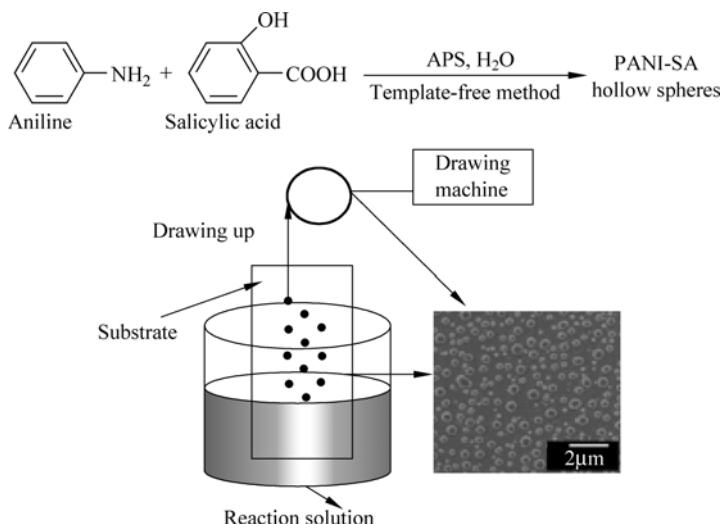 OH
NH₂ +
COOH
APS, H₂O
Template-free method
PANI-SA
hollow spheres
Aniline
Salicylic acid
Drawing
machine
Drawing up
Substrate
2μm
Reaction solution